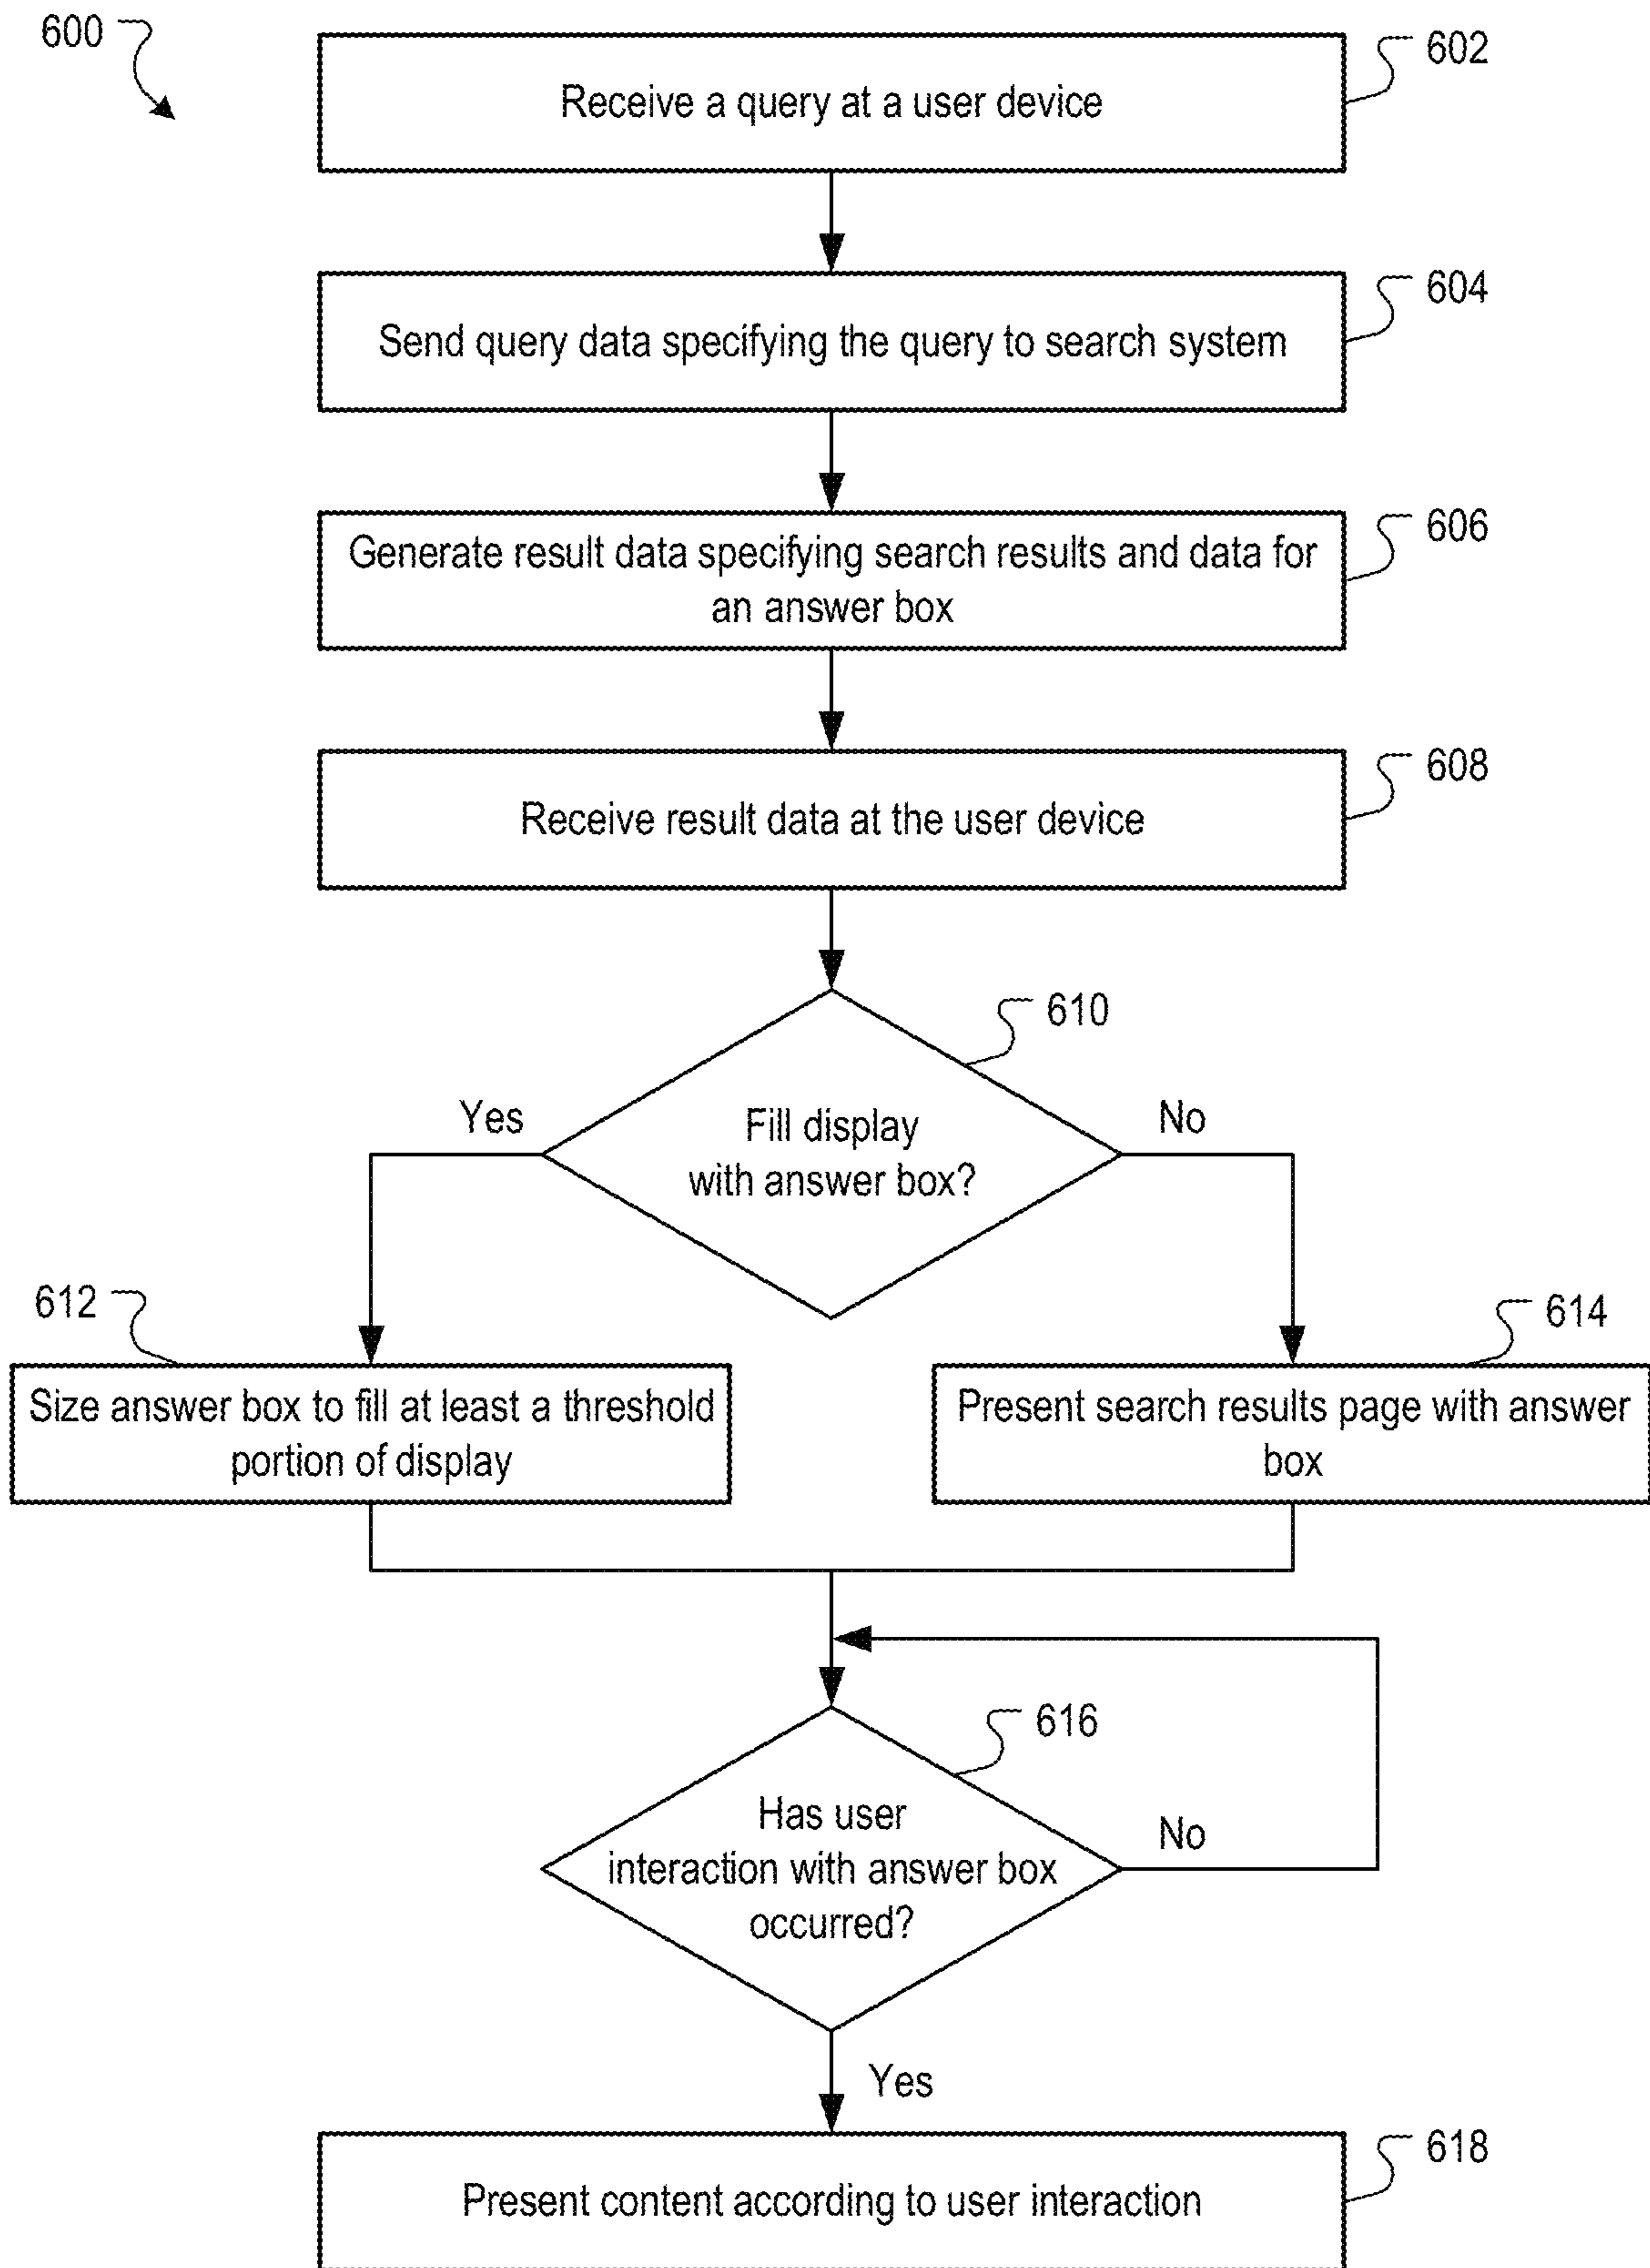 600
602
Receive a query at a user device
604
Send query data specifying the query to search system
606
Generate result data specifying search results and data for
an answer box
608
Receive result data at the user device
610
Yes
No
Fill display
with answer box?
612
614
Size answer box to fill at least a threshold
portion of display
Present search results page with answer
box
616
Has user
interaction with answer box
occurred?
No
Yes
618
Present content according to user interaction